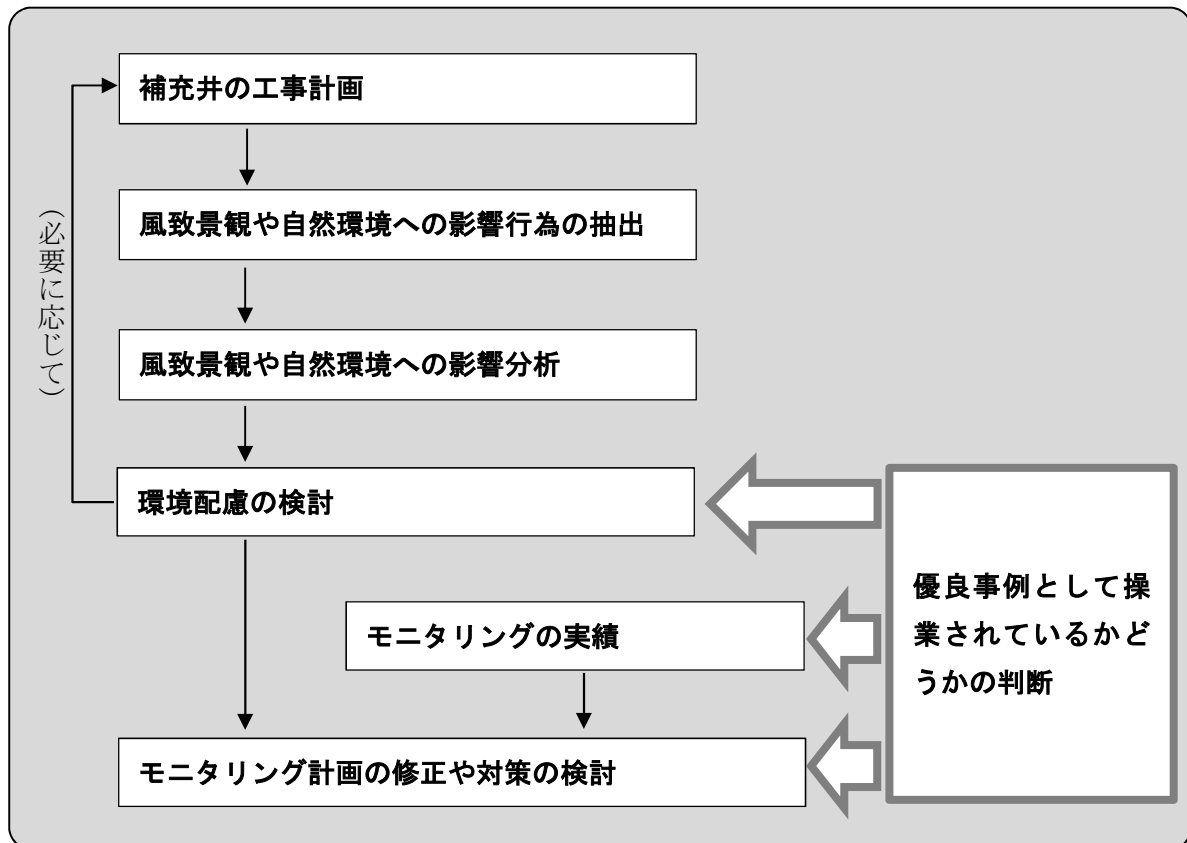 補充井の工事計画
風致景観や自然環境への影響行為の抽出
(必要に応じて)
風致景観や自然環境への影響分析
環境配慮の検討
優良事例として操
業されているかど
うかの判断
モニタリングの実績
モニタリング計画の修正や対策の検討